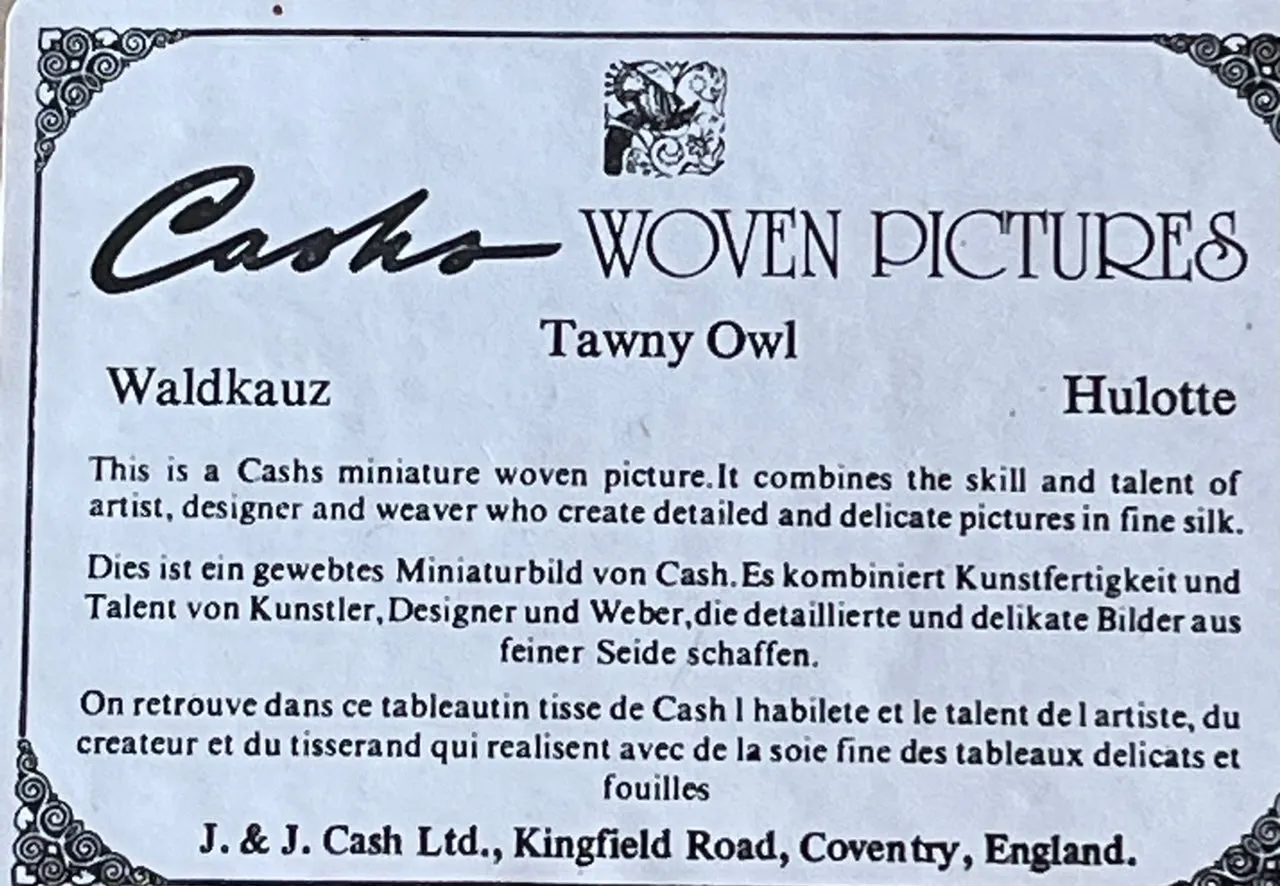 Cashs WOVEN PICTURES
Tawny Owl
Waldkauz Hulotte
This is a Cashs miniature woven picture.It combines the skill and talent of
artist, designer and weaver who create detailed and delicate pictures in fine silk.
Dies ist ein gewebtes Miniaturbild von Cash.Es kombiniert Kunstfertigkeit und
Talent von Kunstler,Designer und Weber,die detaillierte und delikate Bilder aus
feiner Seide schaffen.
On retrouve dans ce tableautin tisse de Cash l habilete et le talent de l artiste, du
createur et du tisserand qui realisent avec de la soie fine des tableaux delicats et
fouilles
J. & J. Cash Ltd., Kingfield Road, Coventry, England.